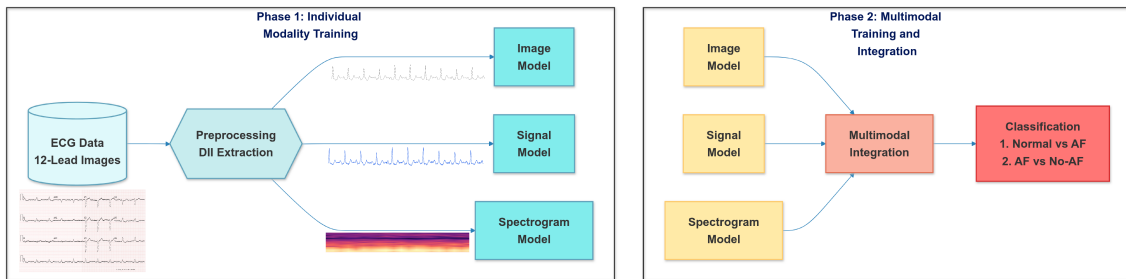 Phase 1: Individual
Modality Training
Image
Model
ECG Data
12-Lead Images
Preprocessing
DII Extraction
Signal
Model
Spectrogram
Model
Phase 2: Multimodal
Training and
Integration
Image
Model
Signal
Model
Spectrogram
Model
Multimodal
Integration
Classification
1. Normal vs AF
2. AF vs No-AF